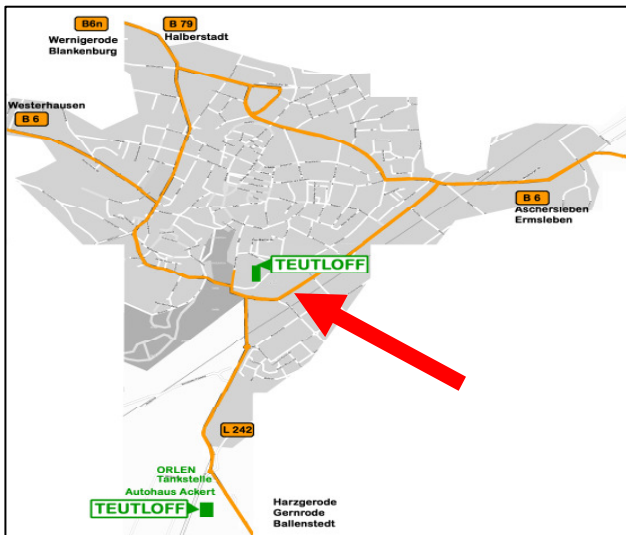 B6n
B 79
Wernigerode
Blankenburg
Halberstadt
Westerhausen
B 6
B 6
Aschersleben
Ermsleben
TEUTLOFF
L 242
ORLEN
Tankstelle
Autohaus Ackert
TEUTLOFF
Harzgerode
Gernrode
Ballenstedt